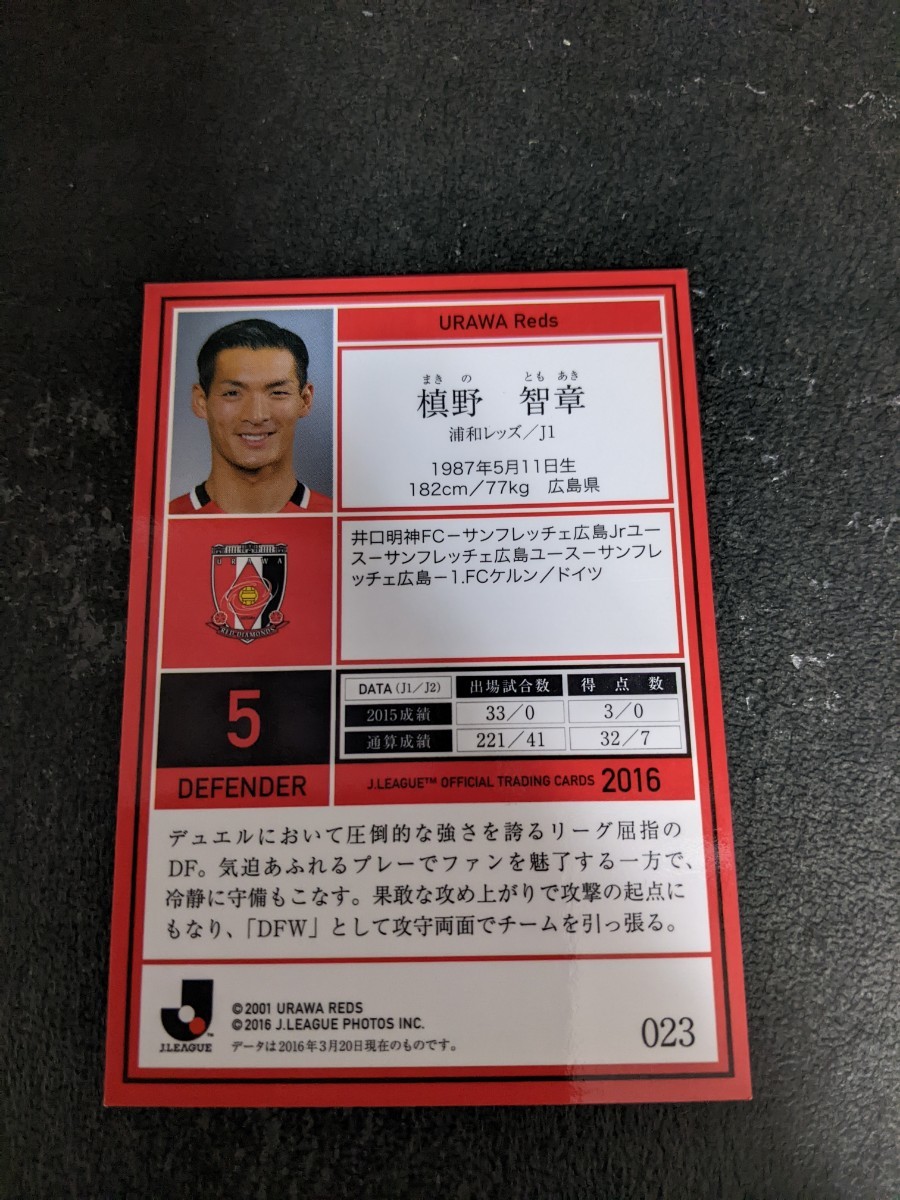 URAWA Reds
まき の とも あき
槙野 智章
浦和レッズ/J1
1987年5月11日生
182cm/77kg 広島県
井口明神FC−サンフレッチェ広島Jrユー
ス−サンフレッチェ広島ユース−サンフレ
ッチェ広島−1.FCケルン/ドイツ
URAWA
RED DIAMONDS
5
DEFENDER
DATA(J1/J2) 出場試合数 得点数
2015成績 33/0 3/0
通算成績 221/41 32/7
J.LEAGUE™ OFFICIAL TRADING CARDS 2016
デュエルにおいて圧倒的な強さを誇るリーグ屈指の
DF。気迫あふれるプレーでファンを魅了する一方で、
冷静に守備もこなす。果敢な攻め上がりで攻撃の起点に
もなり、「DFW」として攻守両面でチームを引っ張る。
J.LEAGUE™
©2001 URAWA REDS
©2016 J.LEAGUE PHOTOS INC.
データは2016年3月20日現在のものです。
023